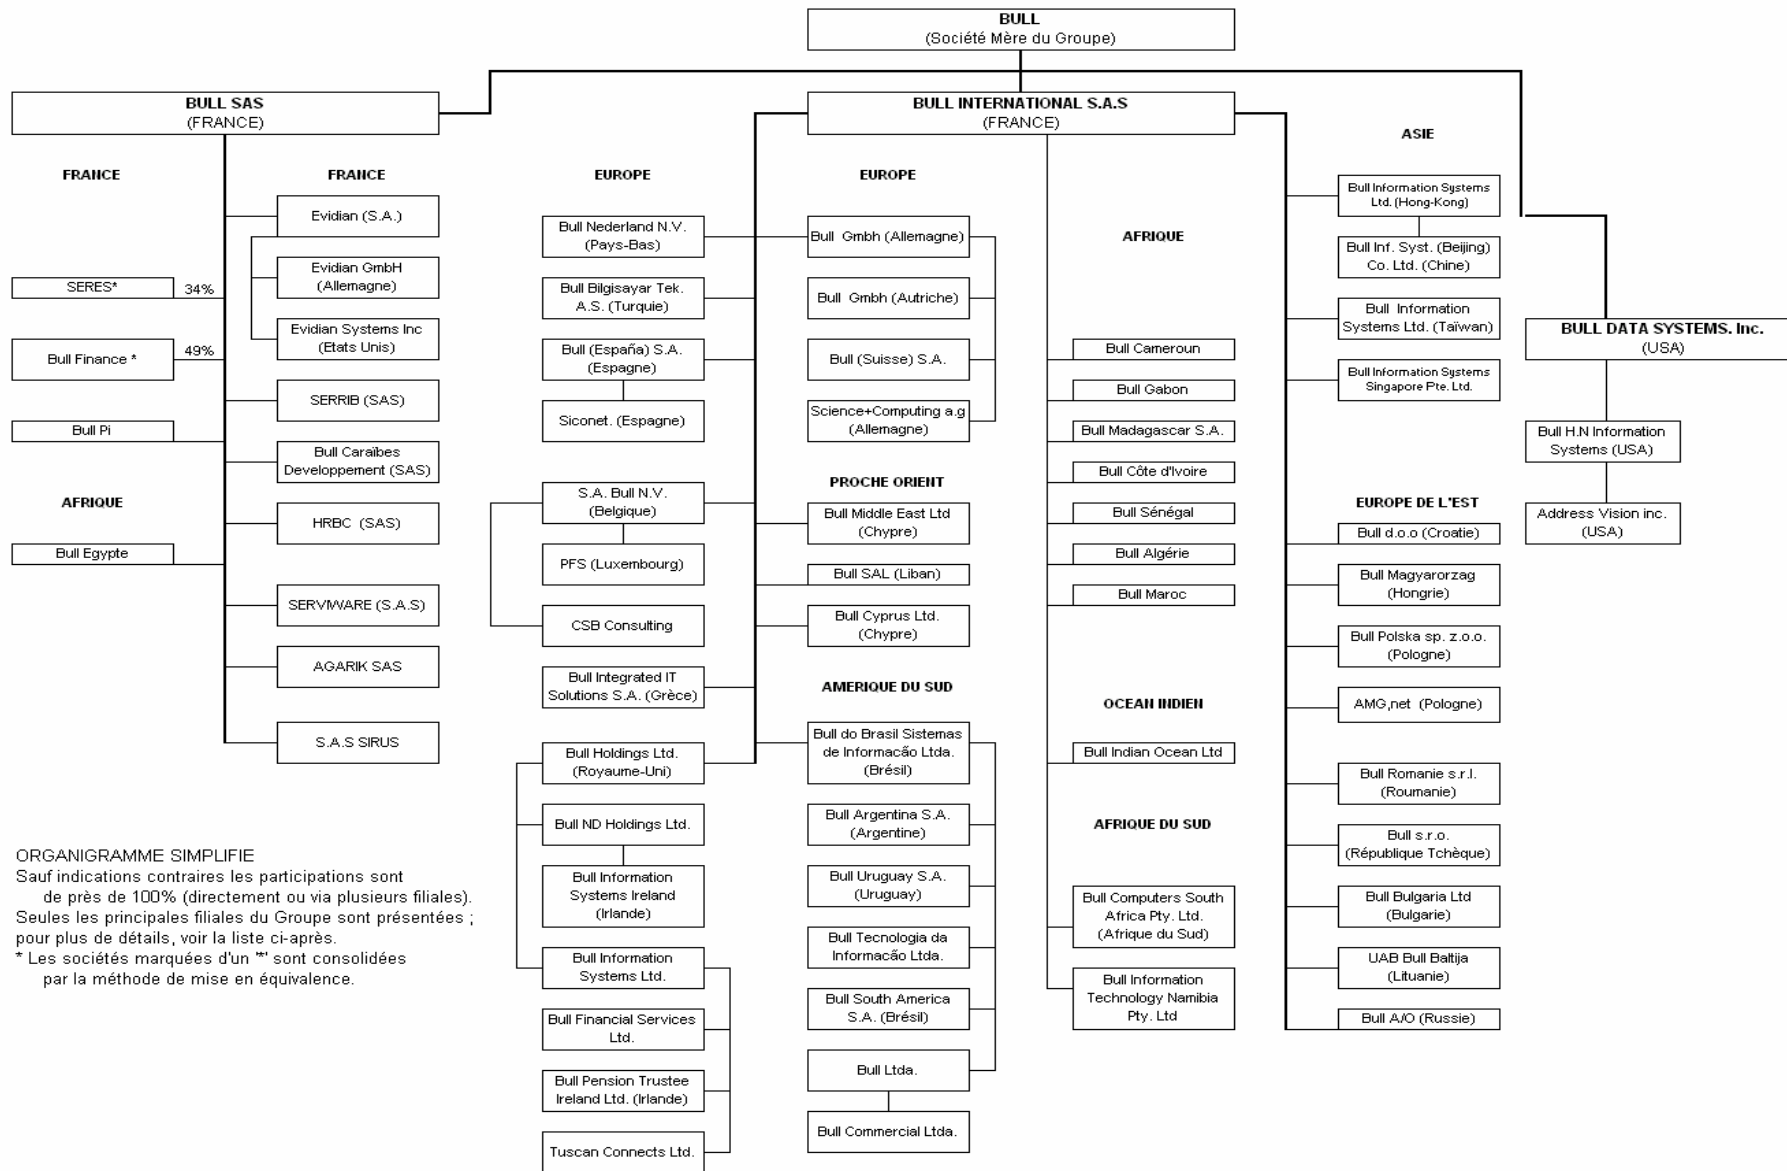 BULL
(Société Mère du Groupe)
BULL SAS
(FRANCE)
BULL INTERNATIONAL S.A.S
(FRANCE)
FRANCE
SERES*
34%
Bull Finance *
49%
Bull Pi
AFRIQUE
Bull Egypte
FRANCE
Evidian (S.A.)
Evidian GmbH
(Allemagne)
Evidian Systems Inc
(Etats Unis)
SERRIB (SAS)
Bull Caraïbes
Developpement (SAS)
HRBC (SAS)
SERVIWARE (S.A.S)
AGARIK SAS
S.A.S SIRUS
EUROPE
Bull Nederland N.V.
(Pays-Bas)
Bull Bilgisayar Tek.
A.S. (Turquie)
Bull (España) S.A.
(Espagne)
Siconet. (Espagne)
S.A. Bull N.V.
(Belgique)
PFS (Luxembourg)
CSB Consulting
Bull Integrated IT
Solutions S.A. (Grèce)
Bull Holdings Ltd.
(Royaume-Uni)
Bull ND Holdings Ltd.
Bull Information
Systems Ireland
(Irlande)
Bull Information
Systems Ltd.
Bull Financial Services
Ltd.
Bull Pension Trustee
Ireland Ltd. (Irlande)
Tuscan Connects Ltd.
EUROPE
Bull Gmbh (Allemagne)
Bull Gmbh (Autriche)
Bull (Suisse) S.A.
Science+Computing a.g
(Allemagne)
PROCHE ORIENT
Bull Middle East Ltd
(Chypre)
Bull SAL (Liban)
Bull Cyprus Ltd.
(Chypre)
AMERIQUE DU SUD
Bull do Brasil Sistemas
de Informacão Ltda.
(Brésil)
Bull Argentina S.A.
(Argentine)
Bull Uruguay S.A.
(Uruguay)
Bull Tecnologia da
Informacão Ltda.
Bull South America
S.A. (Brésil)
Bull Ltda.
Bull Commercial Ltda.
AFRIQUE
Bull Cameroun
Bull Gabon
Bull Madagascar S.A.
Bull Côte d'Ivoire
Bull Sénégal
Bull Algérie
Bull Maroc
OCEAN INDIEN
Bull Indian Ocean Ltd
AFRIQUE DU SUD
Bull Computers South
Africa Pty. Ltd.
(Afrique du Sud)
Bull Information
Technology Namibia
Pty. Ltd
ASIE
Bull Information Systems
Ltd. (Hong-Kong)
Bull Inf. Syst. (Beijing)
Co. Ltd. (Chine)
Bull Information
Systems Ltd. (Taïwan)
Bull Information Systems
Singapore Pte. Ltd.
EUROPE DE L'EST
Bull d.o.o (Croatie)
Bull Magyarorzag
(Hongrie)
Bull Polska sp. z.o.o.
(Pologne)
AMG,net (Pologne)
Bull Romanie s.r.l.
(Roumanie)
Bull s.r.o.
(République Tchèque)
Bull Bulgaria Ltd
(Bulgarie)
UAB Bull Baltija
(Lituanie)
Bull A/O (Russie)
BULL DATA SYSTEMS. Inc.
(USA)
Bull H.N Information
Systems (USA)
Address Vision inc.
(USA)
ORGANIGRAMME SIMPLIFIE
Sauf indications contraires les participations sont
de près de 100% (directement ou via plusieurs filiales).
Seules les principales filiales du Groupe sont présentées ;
pour plus de détails, voir la liste ci-après.
* Les sociétés marquées d'un '*' sont consolidées
par la méthode de mise en équivalence.